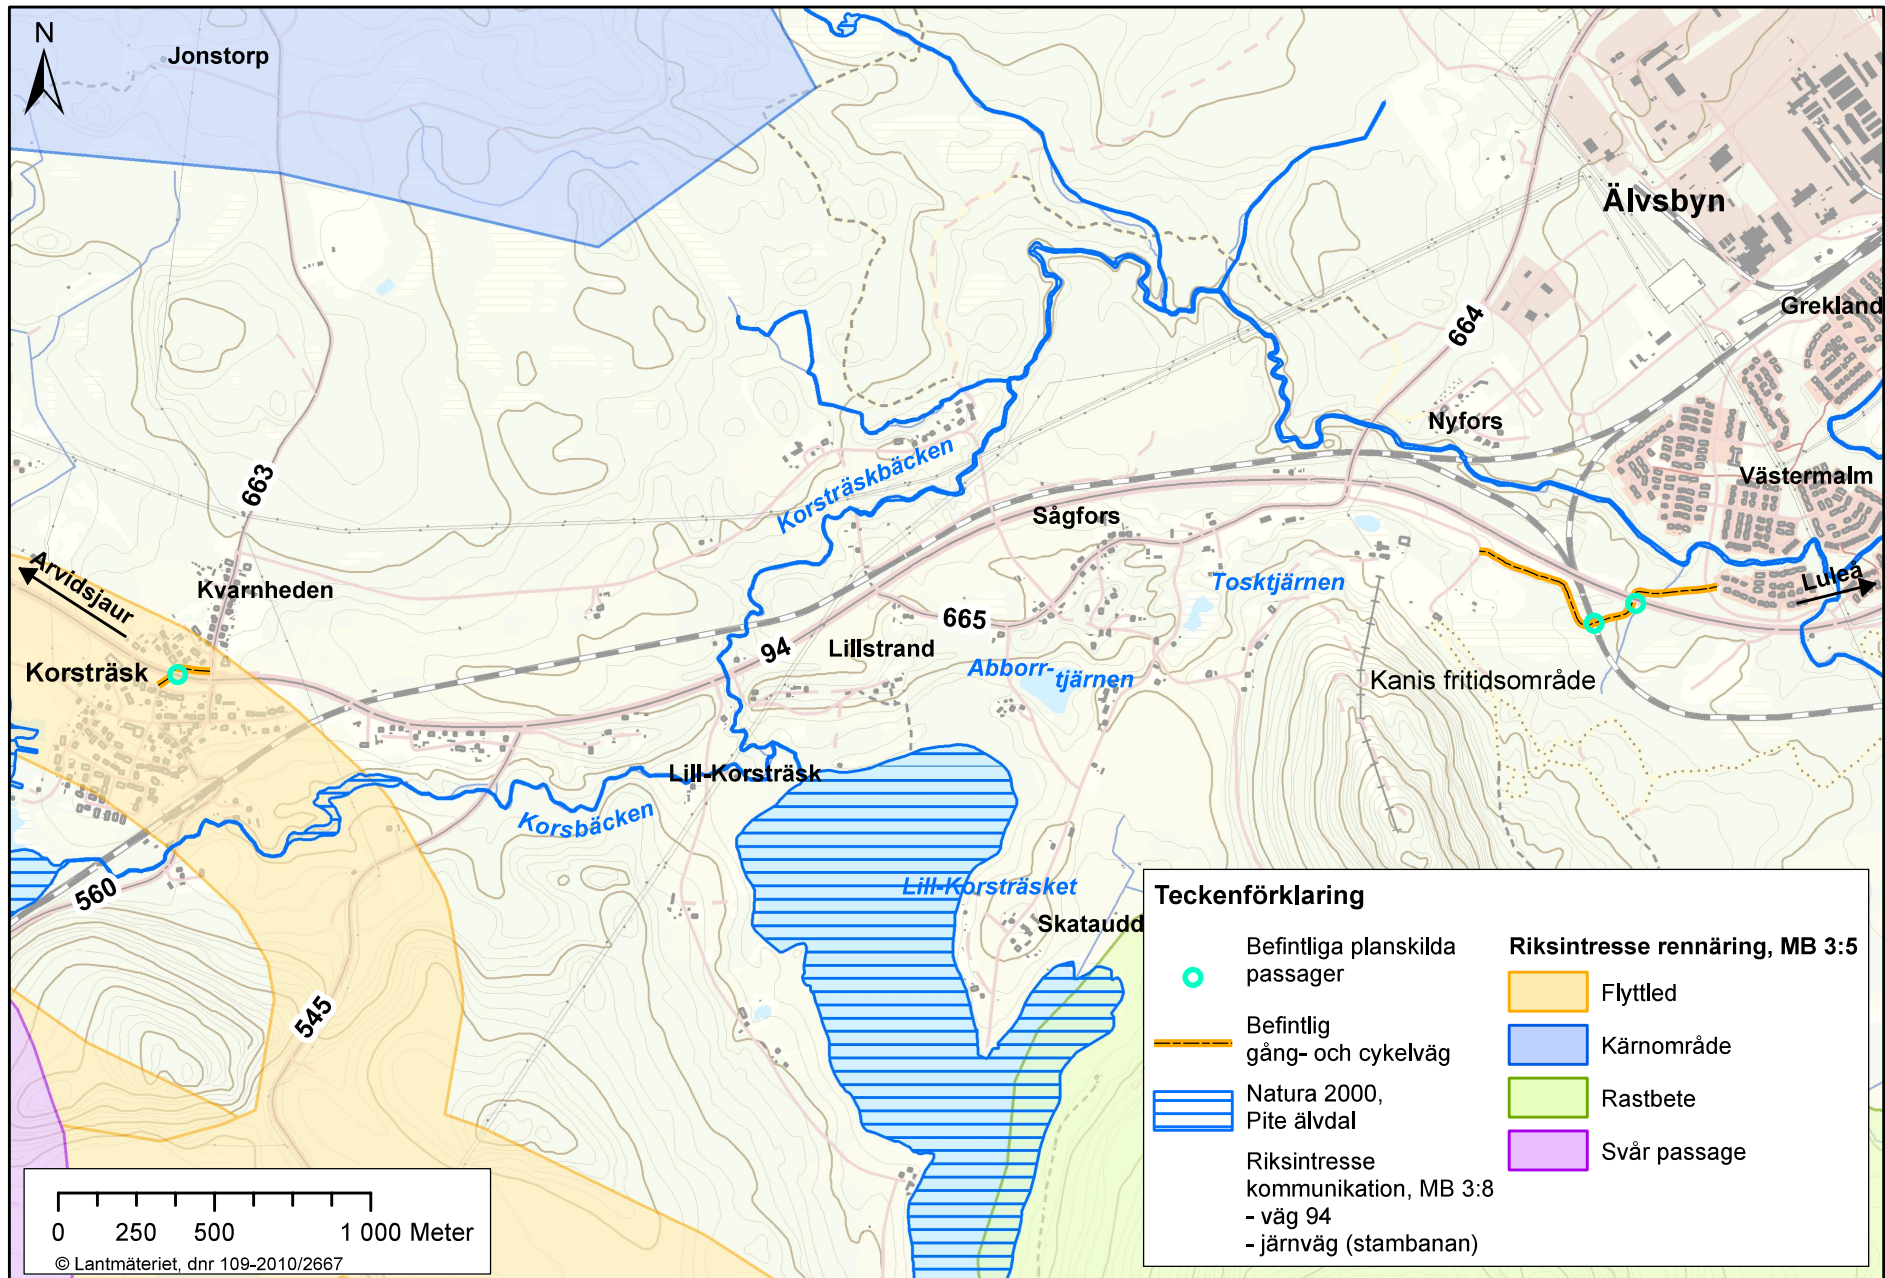 N
Jonstorp
Älvsbyn
Grekland
664
Nyfors
Västermalm
663
Korsträskbäcken
Sågfors
Arvidsjaur
Kvarnheden
Tosktjärnen
Luleå
665
94
Lillstrand
Korsträsk
Abborr-
tjärnen
Kanis fritidsområde
Lill-Korsträsk
Korsbäcken
560
Lill-Korsträsket
Skataudd
545
Teckenförklaring
Befintliga planskilda
passager
Befintlig
gång- och cykelväg
Natura 2000,
Pite älvdal
Riksintresse
kommunikation, MB 3:8
- väg 94
- järnväg (stambanan)
Riksintresse rennäring, MB 3:5
Flyttled
Kärnområde
Rastbete
Svår passage
0 250 500 1 000 Meter
© Lantmäteriet, dnr 109-2010/2667